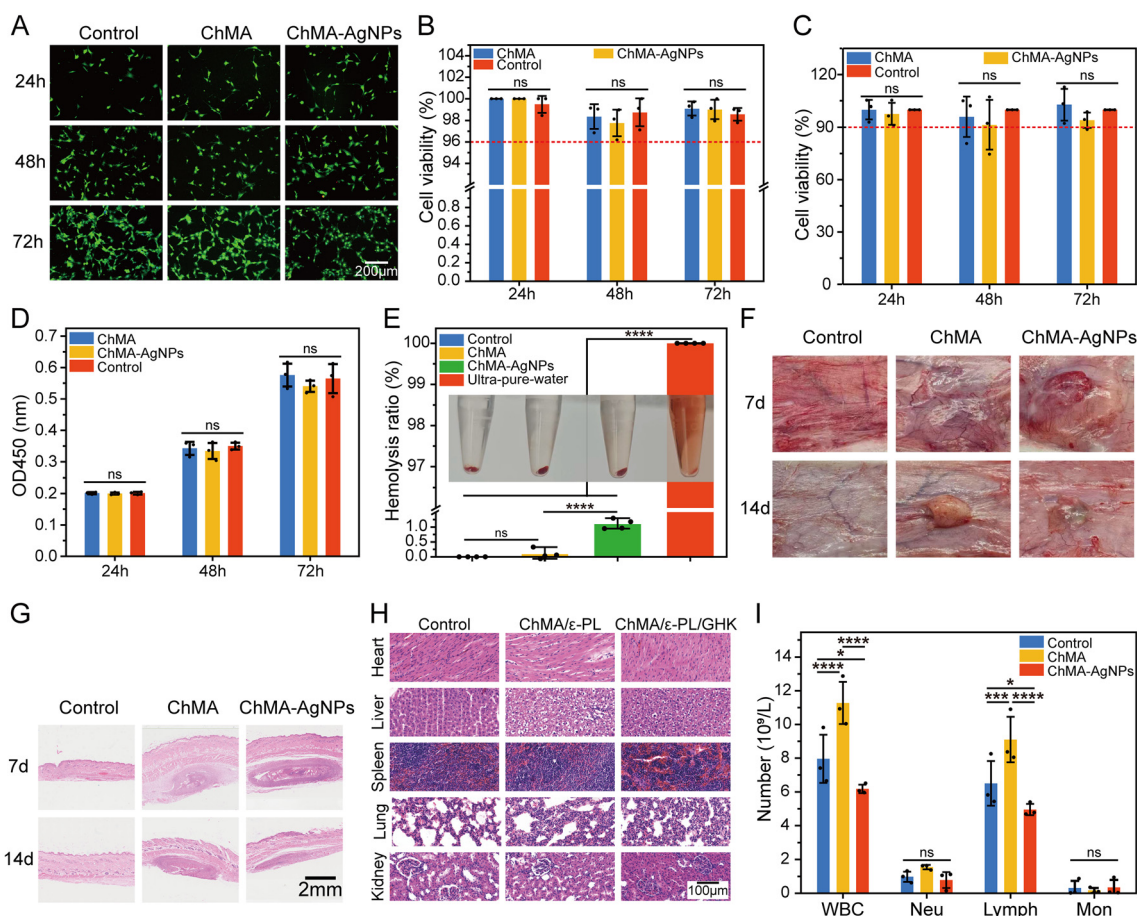 A
Control ChMA ChMA-AgNPs
24h
48h
72h
200μm
B
ChMA
Control
ChMA-AgNPs
Cell viability (%)
104
102
100
98
96
94
0.8
0.6
0.4
0.2
0.0
ns ns ns
24h 48h 72h
C
ChMA
Control
ChMA-AgNPs
Cell viability (%)
120
90
60
30
0
ns ns ns
24h 48h 72h
D
ChMA
ChMA-AgNPs
Control
OD450 (nm)
0.7
0.6
0.5
0.4
0.3
0.2
0.1
0.0
ns ns ns
24h 48h 72h
E
Control
ChMA
ChMA-AgNPs
Ultra-pure-water
Hemolysis ratio (%)
100
99
98
97
1.0
0.5
0.0
****
****
ns
F
Control ChMA ChMA-AgNPs
7d
14d
G
Control ChMA ChMA-AgNPs
7d
14d
2mm
H
Control ChMA/ε-PL ChMA/ε-PL/GHK
Heart
Liver
Spleen
Lung
Kidney
100μm
I
Control
ChMA
ChMA-AgNPs
Number (10⁹/L)
14
12
10
8
6
4
2
0
****
*
****
*
*** ****
ns ns
WBC Neu Lymph Mon